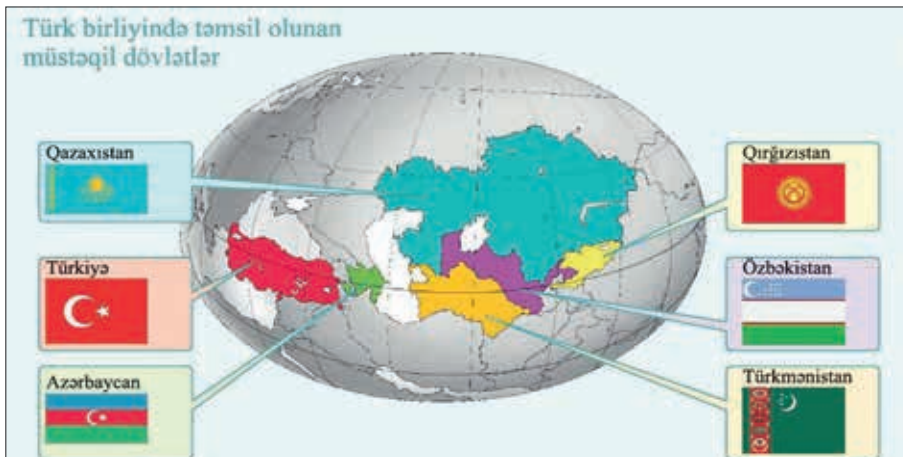 Türk birliyində təmsil olunan
müstəqil dövlətlər
Qazaxıstan
Qırğızıstan
Türkiyə
Özbəkistan
Azərbaycan
Türkmənistan